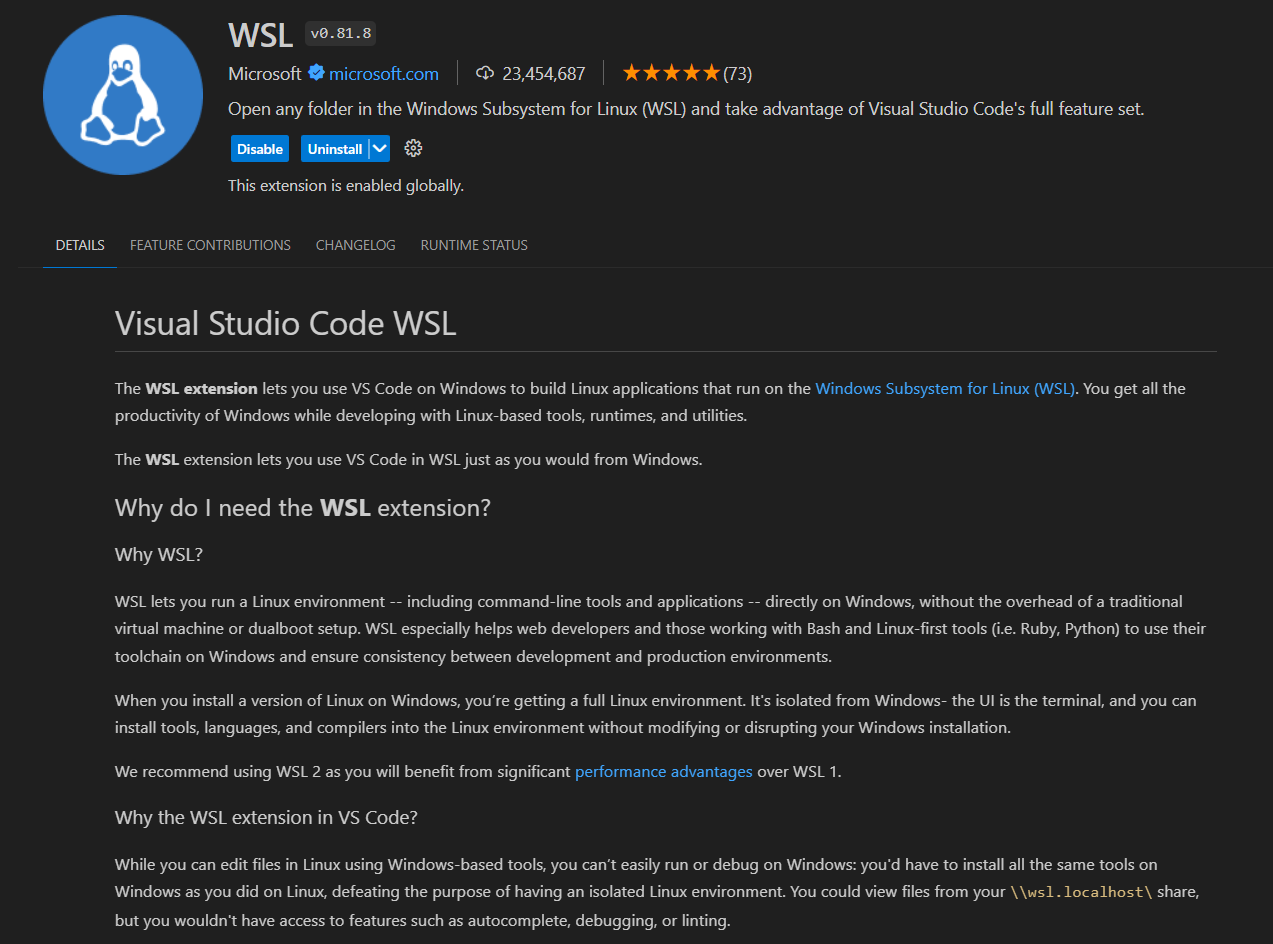 WSL v0.81.8
Microsoft microsoft.com 23,454,687 (73)
Open any folder in the Windows Subsystem for Linux (WSL) and take advantage of Visual Studio Code's full feature set.
Disable Uninstall
This extension is enabled globally.
DETAILS FEATURE CONTRIBUTIONS CHANGELOG RUNTIME STATUS
Visual Studio Code WSL
The WSL extension lets you use VS Code on Windows to build Linux applications that run on the Windows Subsystem for Linux (WSL). You get all the
productivity of Windows while developing with Linux-based tools, runtimes, and utilities.
The WSL extension lets you use VS Code in WSL just as you would from Windows.
Why do I need the WSL extension?
Why WSL?
WSL lets you run a Linux environment -- including command-line tools and applications -- directly on Windows, without the overhead of a traditional
virtual machine or dualboot setup. WSL especially helps web developers and those working with Bash and Linux-first tools (i.e. Ruby, Python) to use their
toolchain on Windows and ensure consistency between development and production environments.
When you install a version of Linux on Windows, you’re getting a full Linux environment. It's isolated from Windows- the UI is the terminal, and you can
install tools, languages, and compilers into the Linux environment without modifying or disrupting your Windows installation.
We recommend using WSL 2 as you will benefit from significant performance advantages over WSL 1.
Why the WSL extension in VS Code?
While you can edit files in Linux using Windows-based tools, you can’t easily run or debug on Windows: you'd have to install all the same tools on
Windows as you did on Linux, defeating the purpose of having an isolated Linux environment. You could view files from your \\wsl.localhost\ share,
but you wouldn't have access to features such as autocomplete, debugging, or linting.